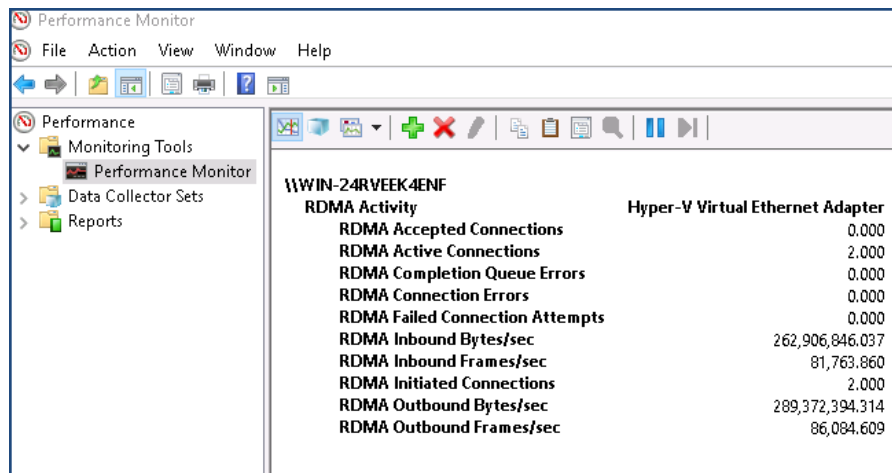 Performance Monitor
File Action View Window Help
Performance
Monitoring Tools
Performance Monitor
Data Collector Sets
Reports
\\WIN-24RVEEK4ENF
RDMA Activity Hyper-V Virtual Ethernet Adapter
RDMA Accepted Connections 0.000
RDMA Active Connections 2.000
RDMA Completion Queue Errors 0.000
RDMA Connection Errors 0.000
RDMA Failed Connection Attempts 0.000
RDMA Inbound Bytes/sec 262,906,846.037
RDMA Inbound Frames/sec 81,763.860
RDMA Initiated Connections 2.000
RDMA Outbound Bytes/sec 289,372,394.314
RDMA Outbound Frames/sec 86,084.609